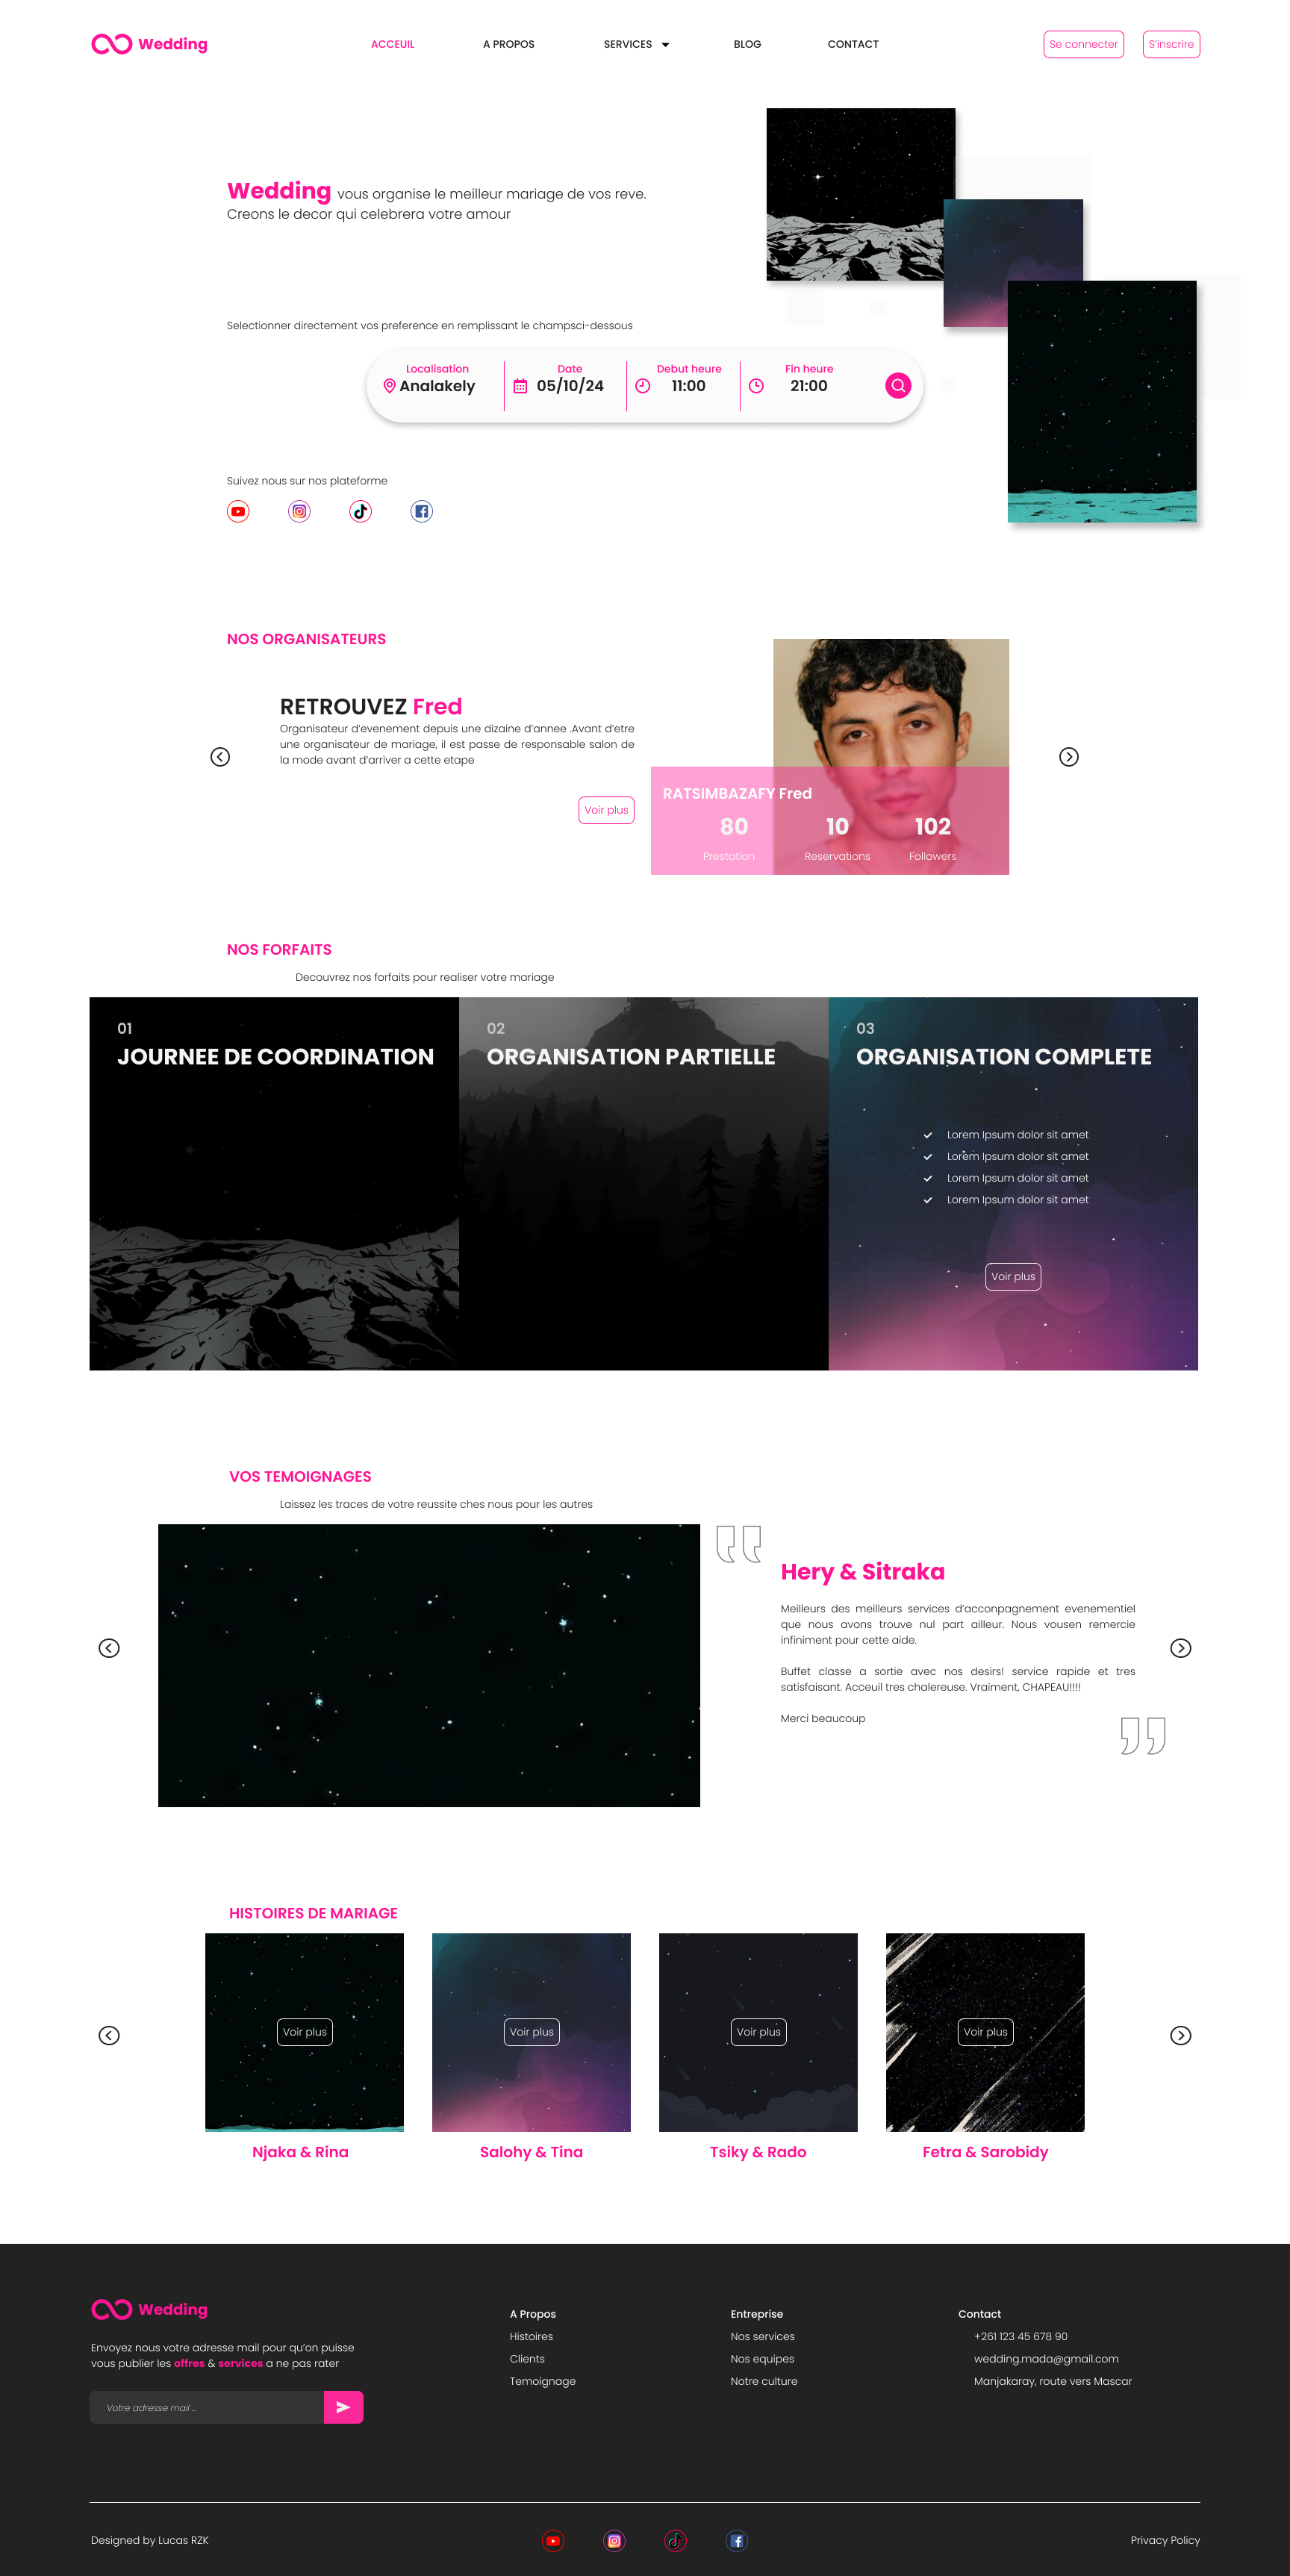 Wedding
ACCEUIL
A PROPOS
SERVICES
BLOG
CONTACT
Se connecter
S'inscrire
Wedding vous organise le meilleur mariage de vos reve.
Creons le decor qui celebrera votre amour
Selectionner directement vos preference en remplissant le champsci-dessous
Localisation
Analakely
Date
05/10/24
Debut heure
11:00
Fin heure
21:00
Suivez nous sur nos plateforme
NOS ORGANISATEURS
RETROUVEZ Fred
Organisateur d'evenement depuis une dizaine d'annee .Avant d'etre
une organisateur de mariage, il est passe de responsable salon de
la mode avant d'arriver a cette etape
Voir plus
RATSIMBAZAFY Fred
80
10
102
Prestation
Reservations
Followers
NOS FORFAITS
Decouvrez nos forfaits pour realiser votre mariage
01
JOURNEE DE COORDINATION
02
ORGANISATION PARTIELLE
03
ORGANISATION COMPLETE
Lorem Ipsum dolor sit amet
Lorem Ipsum dolor sit amet
Lorem Ipsum dolor sit amet
Lorem Ipsum dolor sit amet
Voir plus
VOS TEMOIGNAGES
Laissez les traces de votre reussite ches nous pour les autres
Hery & Sitraka
Meilleurs des meilleurs services d'acconpagnement evenementiel
que nous avons trouve nul part ailleur. Nous vousen remercie
infiniment pour cette aide.
Buffet classe a sortie avec nos desirs! service rapide et tres
satisfaisant. Acceuil tres chalereuse. Vraiment, CHAPEAU!!!!
Merci beaucoup
HISTOIRES DE MARIAGE
Voir plus
Voir plus
Voir plus
Voir plus
Njaka & Rina
Salohy & Tina
Tsiky & Rado
Fetra & Sarobidy
Wedding
Envoyez nous votre adresse mail pour qu'on puisse
vous publier les offres & services a ne pas rater
Votre adresse mail ...
A Propos
Histoires
Clients
Temoignage
Entreprise
Nos services
Nos equipes
Notre culture
Contact
+261 123 45 678 90
wedding.mada@gmail.com
Manjakaray, route vers Mascar
Designed by Lucas RZK
Privacy Policy